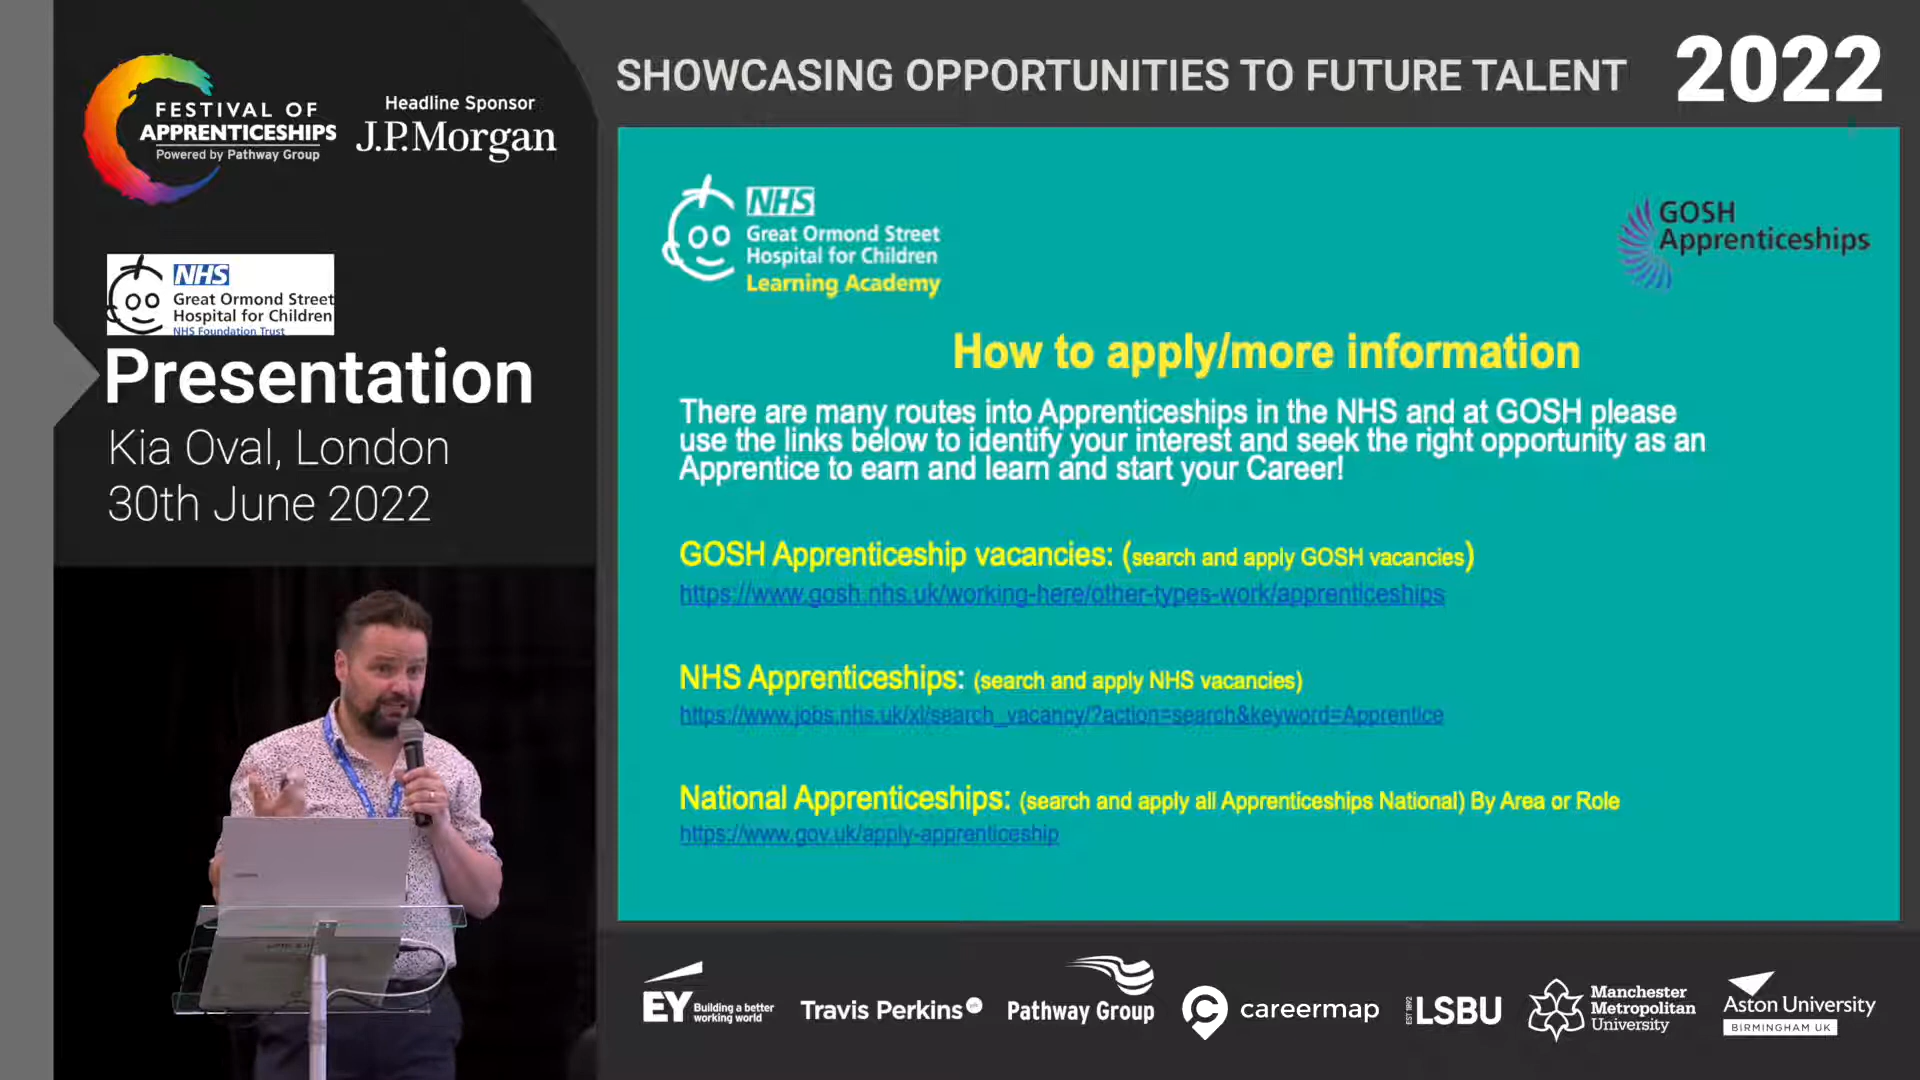 FESTIVAL OF
APPRENTICESHIPS
Powered by Pathway Group
Headline Sponsor
J.P.Morgan
SHOWCASING OPPORTUNITIES TO FUTURE TALENT
2022
NHS
Great Ormond Street
Hospital for Children
NHS Foundation Trust
Presentation
Kia Oval, London
30th June 2022
NHS
Great Ormond Street
Hospital for Children
Learning Academy
GOSH
Apprenticeships
How to apply/more information
There are many routes into Apprenticeships in the NHS and at GOSH please
use the links below to identify your interest and seek the right opportunity as an
Apprentice to earn and learn and start your Career!
GOSH Apprenticeship vacancies: (search and apply GOSH vacancies)
https://www.gosh.nhs.uk/working-here/other-types-work/apprenticeships
NHS Apprenticeships: (search and apply NHS vacancies)
https://www.jobs.nhs.uk/xi/search_vacancy/?action=search&keyword=Apprentice
National Apprenticeships: (search and apply all Apprenticeships National) By Area or Role
https://www.gov.uk/apply-apprenticeship
EY
Building a better
working world
Travis Perkins
Pathway Group
careermap
EST 1892
LSBU
Manchester
Metropolitan
University
Aston University
BIRMINGHAM UK